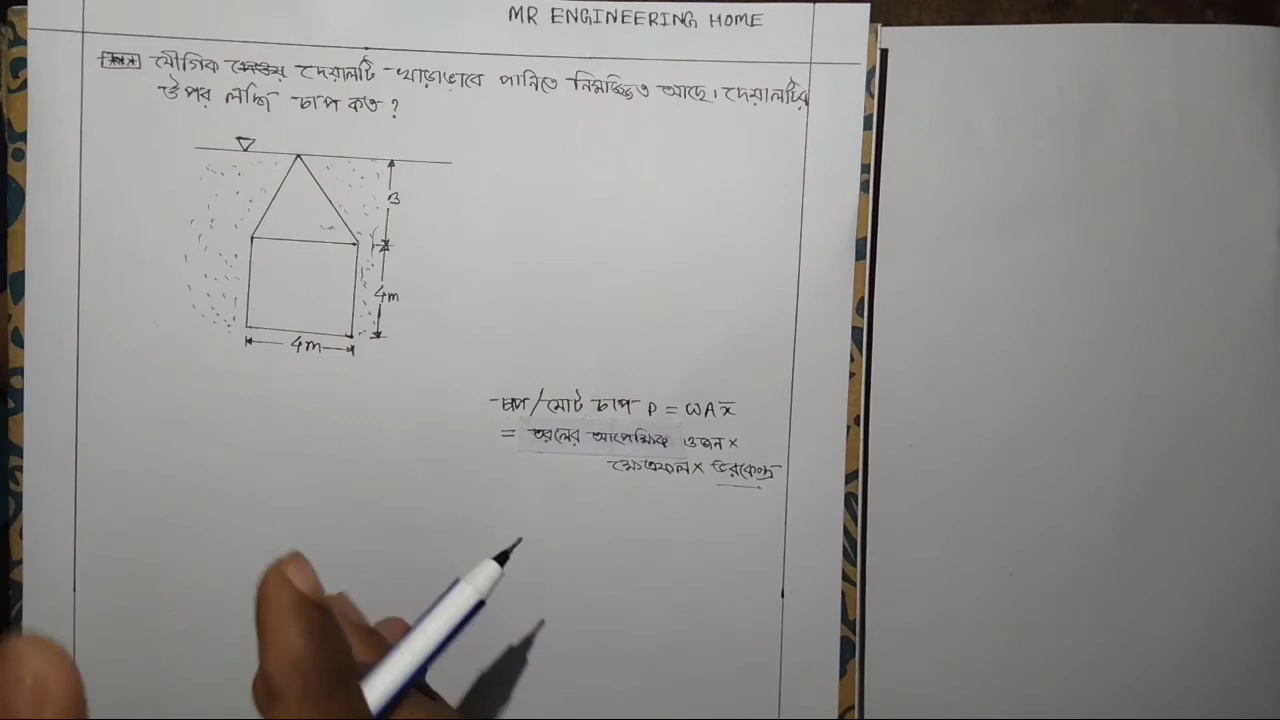 MR ENGINEERING HOME
*** যৌগিক দেয়ালটি খাড়াভাবে পানিতে নিমজ্জিত আছে। দেয়ালটির
উপর লব্ধি চাপ কত ?
3
4m
4m
চাপ / মোট চাপ P = ωAx̅
= তরলের আপেক্ষিক ওজন ×
ক্ষেত্রফল × ভরকেন্দ্র